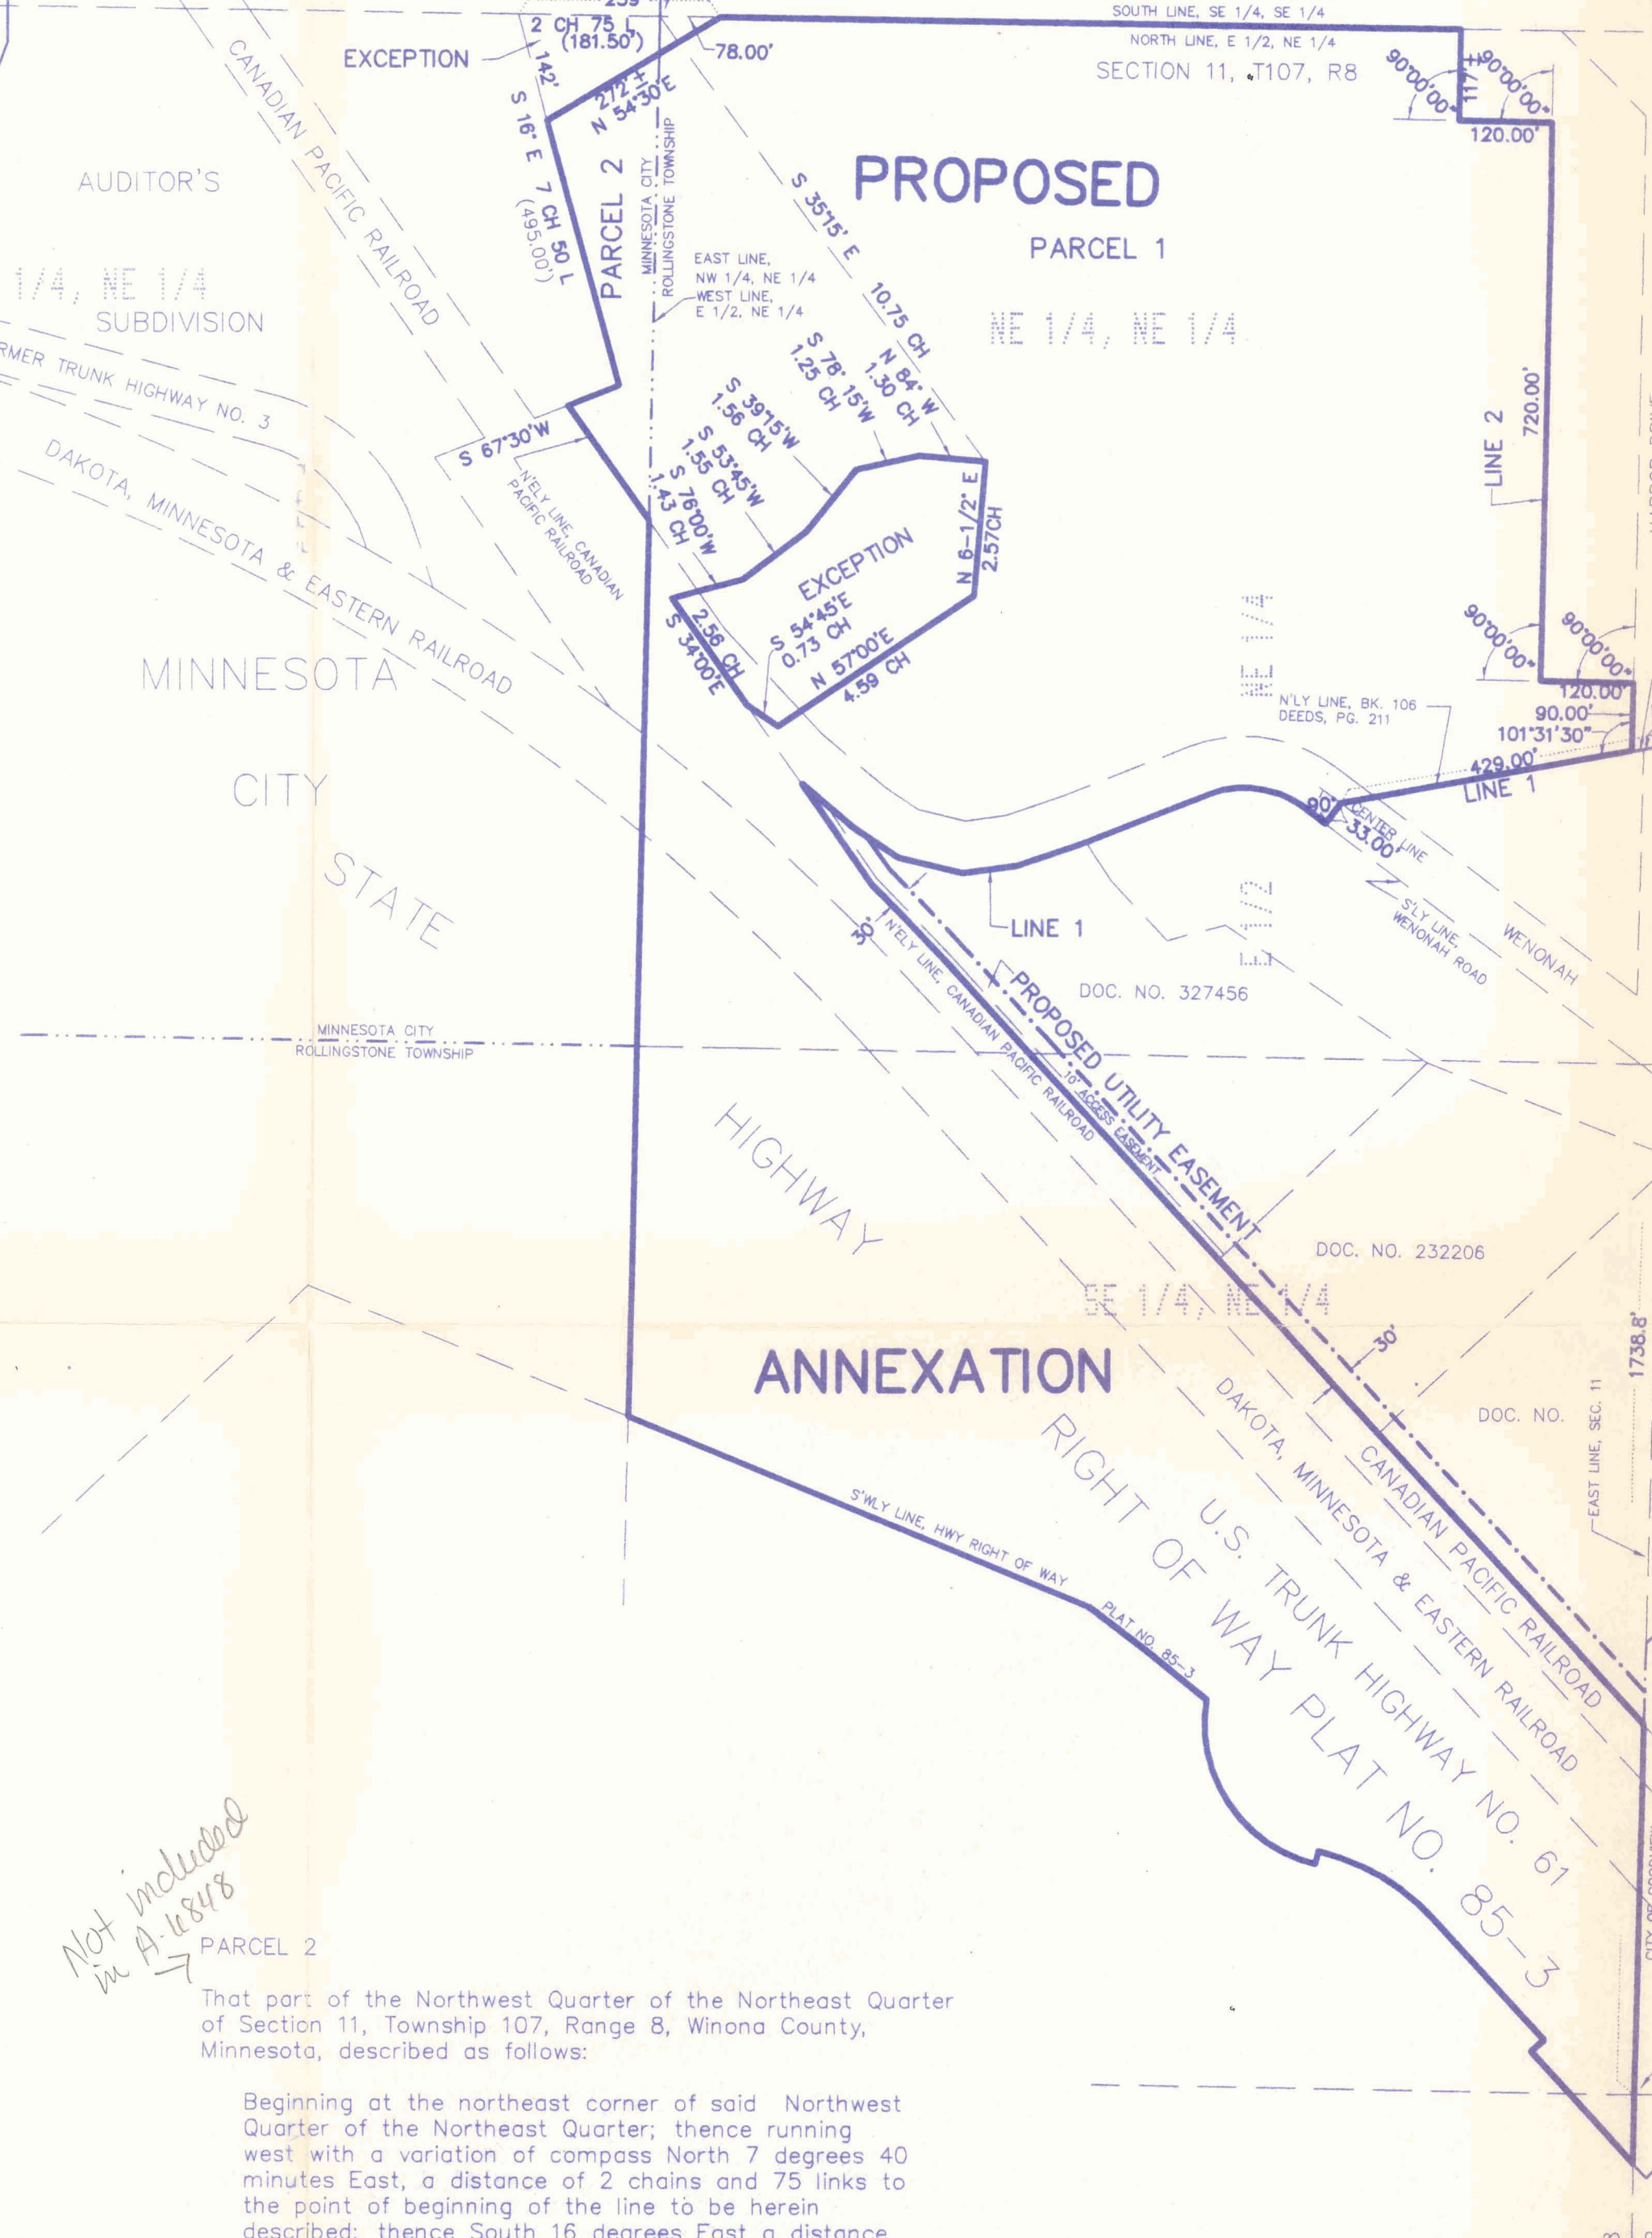 SOUTH LINE, SE 1/4, SE 1/4
NORTH LINE, E 1/2, NE 1/4
SECTION 11, T107, R8
2 CH 75 L
(181.50')
EXCEPTION
142'
78.00'
272'±
N 54°30'E
90°00'00"
117'±
90°00'00"
120.00'
CANADIAN PACIFIC RAILROAD
S 16° E 7 CH 50 L
(495.00')
PARCEL 2
MINNESOTA CITY
ROLLINGSTONE TOWNSHIP
PROPOSED
PARCEL 1
AUDITOR'S
1/4, NE 1/4
SUBDIVISION
EAST LINE,
NW 1/4, NE 1/4
WEST LINE,
E 1/2, NE 1/4
S 35°15' E 10.75 CH
NE 1/4, NE 1/4
TRUNK HIGHWAY NO. 3
N 84° W
1.30 CH
S 78° 15'W
1.25 CH
S 39°15'W
1.56 CH
S 53°45'W
1.55 CH
S 76°00'W
1.43 CH
LINE 2
720.00'
S 67°30'W
N'ELY LINE, CANADIAN
PACIFIC RAILROAD
DAKOTA, MINNESOTA & EASTERN RAILROAD
EXCEPTION
N 6-1/2° E
2.57CH
S 54°45'E
0.73 CH
2.56 CH
S 34°00'E
N 57°00'E
4.59 CH
NE 1/4
90°00'00"
90°00'00"
120.00'
90.00'
101°31'30"
N'LY LINE, BK. 106
DEEDS, PG. 211
429.00'
LINE 1
MINNESOTA
CITY
STATE
90°
33.00'
CENTER LINE
S'LY LINE,
WENONAH ROAD
WENONAH
E 1/2
LINE 1
30'
N'ELY LINE, CANADIAN PACIFIC RAILROAD
DOC. NO. 327456
PROPOSED UTILITY EASEMENT
10' ACCESS EASEMENT
MINNESOTA CITY
ROLLINGSTONE TOWNSHIP
HIGHWAY
DOC. NO. 232206
SE 1/4, NE 1/4
30'
1738.8'
ANNEXATION
EAST LINE, SEC. 11
DOC. NO.
RIGHT OF WAY PLAT NO. 85-3
U.S. TRUNK HIGHWAY NO. 61
DAKOTA, MINNESOTA & EASTERN RAILROAD
CANADIAN PACIFIC RAILROAD
S'WLY LINE, HWY RIGHT OF WAY
PLAT NO. 85-3
Not included
in A-6848
PARCEL 2
That part of the Northwest Quarter of the Northeast Quarter
of Section 11, Township 107, Range 8, Winona County,
Minnesota, described as follows:
Beginning at the northeast corner of said Northwest
Quarter of the Northeast Quarter; thence running
west with a variation of compass North 7 degrees 40
minutes East, a distance of 2 chains and 75 links to
the point of beginning of the line to be herein
described; thence South 16 degrees East a distance